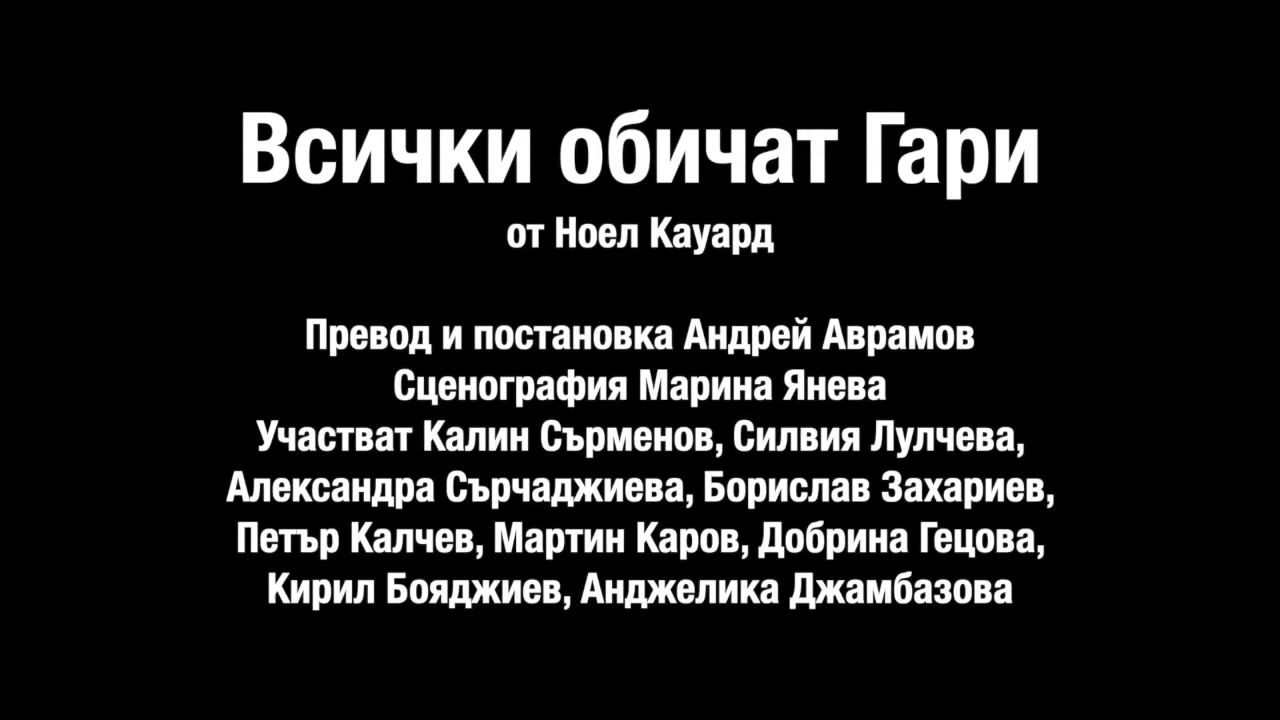 Всички обичат Гари
от Ноел Кауард
Превод и постановка Андрей Аврамов
Сценография Марина Янева
Участват Калин Сърменов, Силвия Лулчева,
Александра Сърчаджиева, Борислав Захариев,
Петър Калчев, Мартин Каров, Добрина Гецова,
Кирил Бояджиев, Анджелика Джамбазова